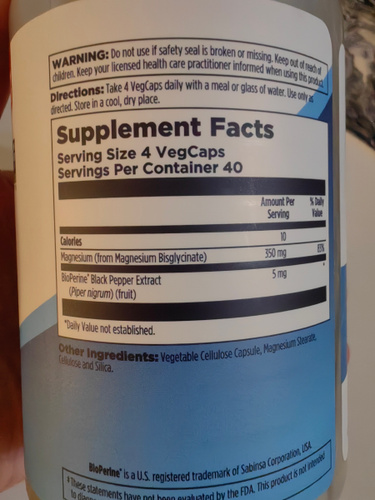 WARNING: Do not use if safety seal is broken or missing. Keep out of reach of
children. Keep your licensed health care practitioner informed when using this product.
Directions: Take 4 VegCaps daily with a meal or glass of water. Use only as
directed. Store in a cool, dry place.
Supplement Facts
Serving Size 4 VegCaps
Servings Per Container 40
Amount Per Serving % Daily Value
Calories 10
Magnesium (from Magnesium Bisglycinate) 350 mg 83%
BioPerine® Black Pepper Extract 5 mg *
(Piper nigrum) (fruit)
*Daily Value not established.
Other Ingredients: Vegetable Cellulose Capsule, Magnesium Stearate,
Cellulose and Silica.
BioPerine® is a U.S. registered trademark of Sabinsa Corporation, USA.
‡ These statements have not been evaluated by the FDA. This product is not intended
to diagnose